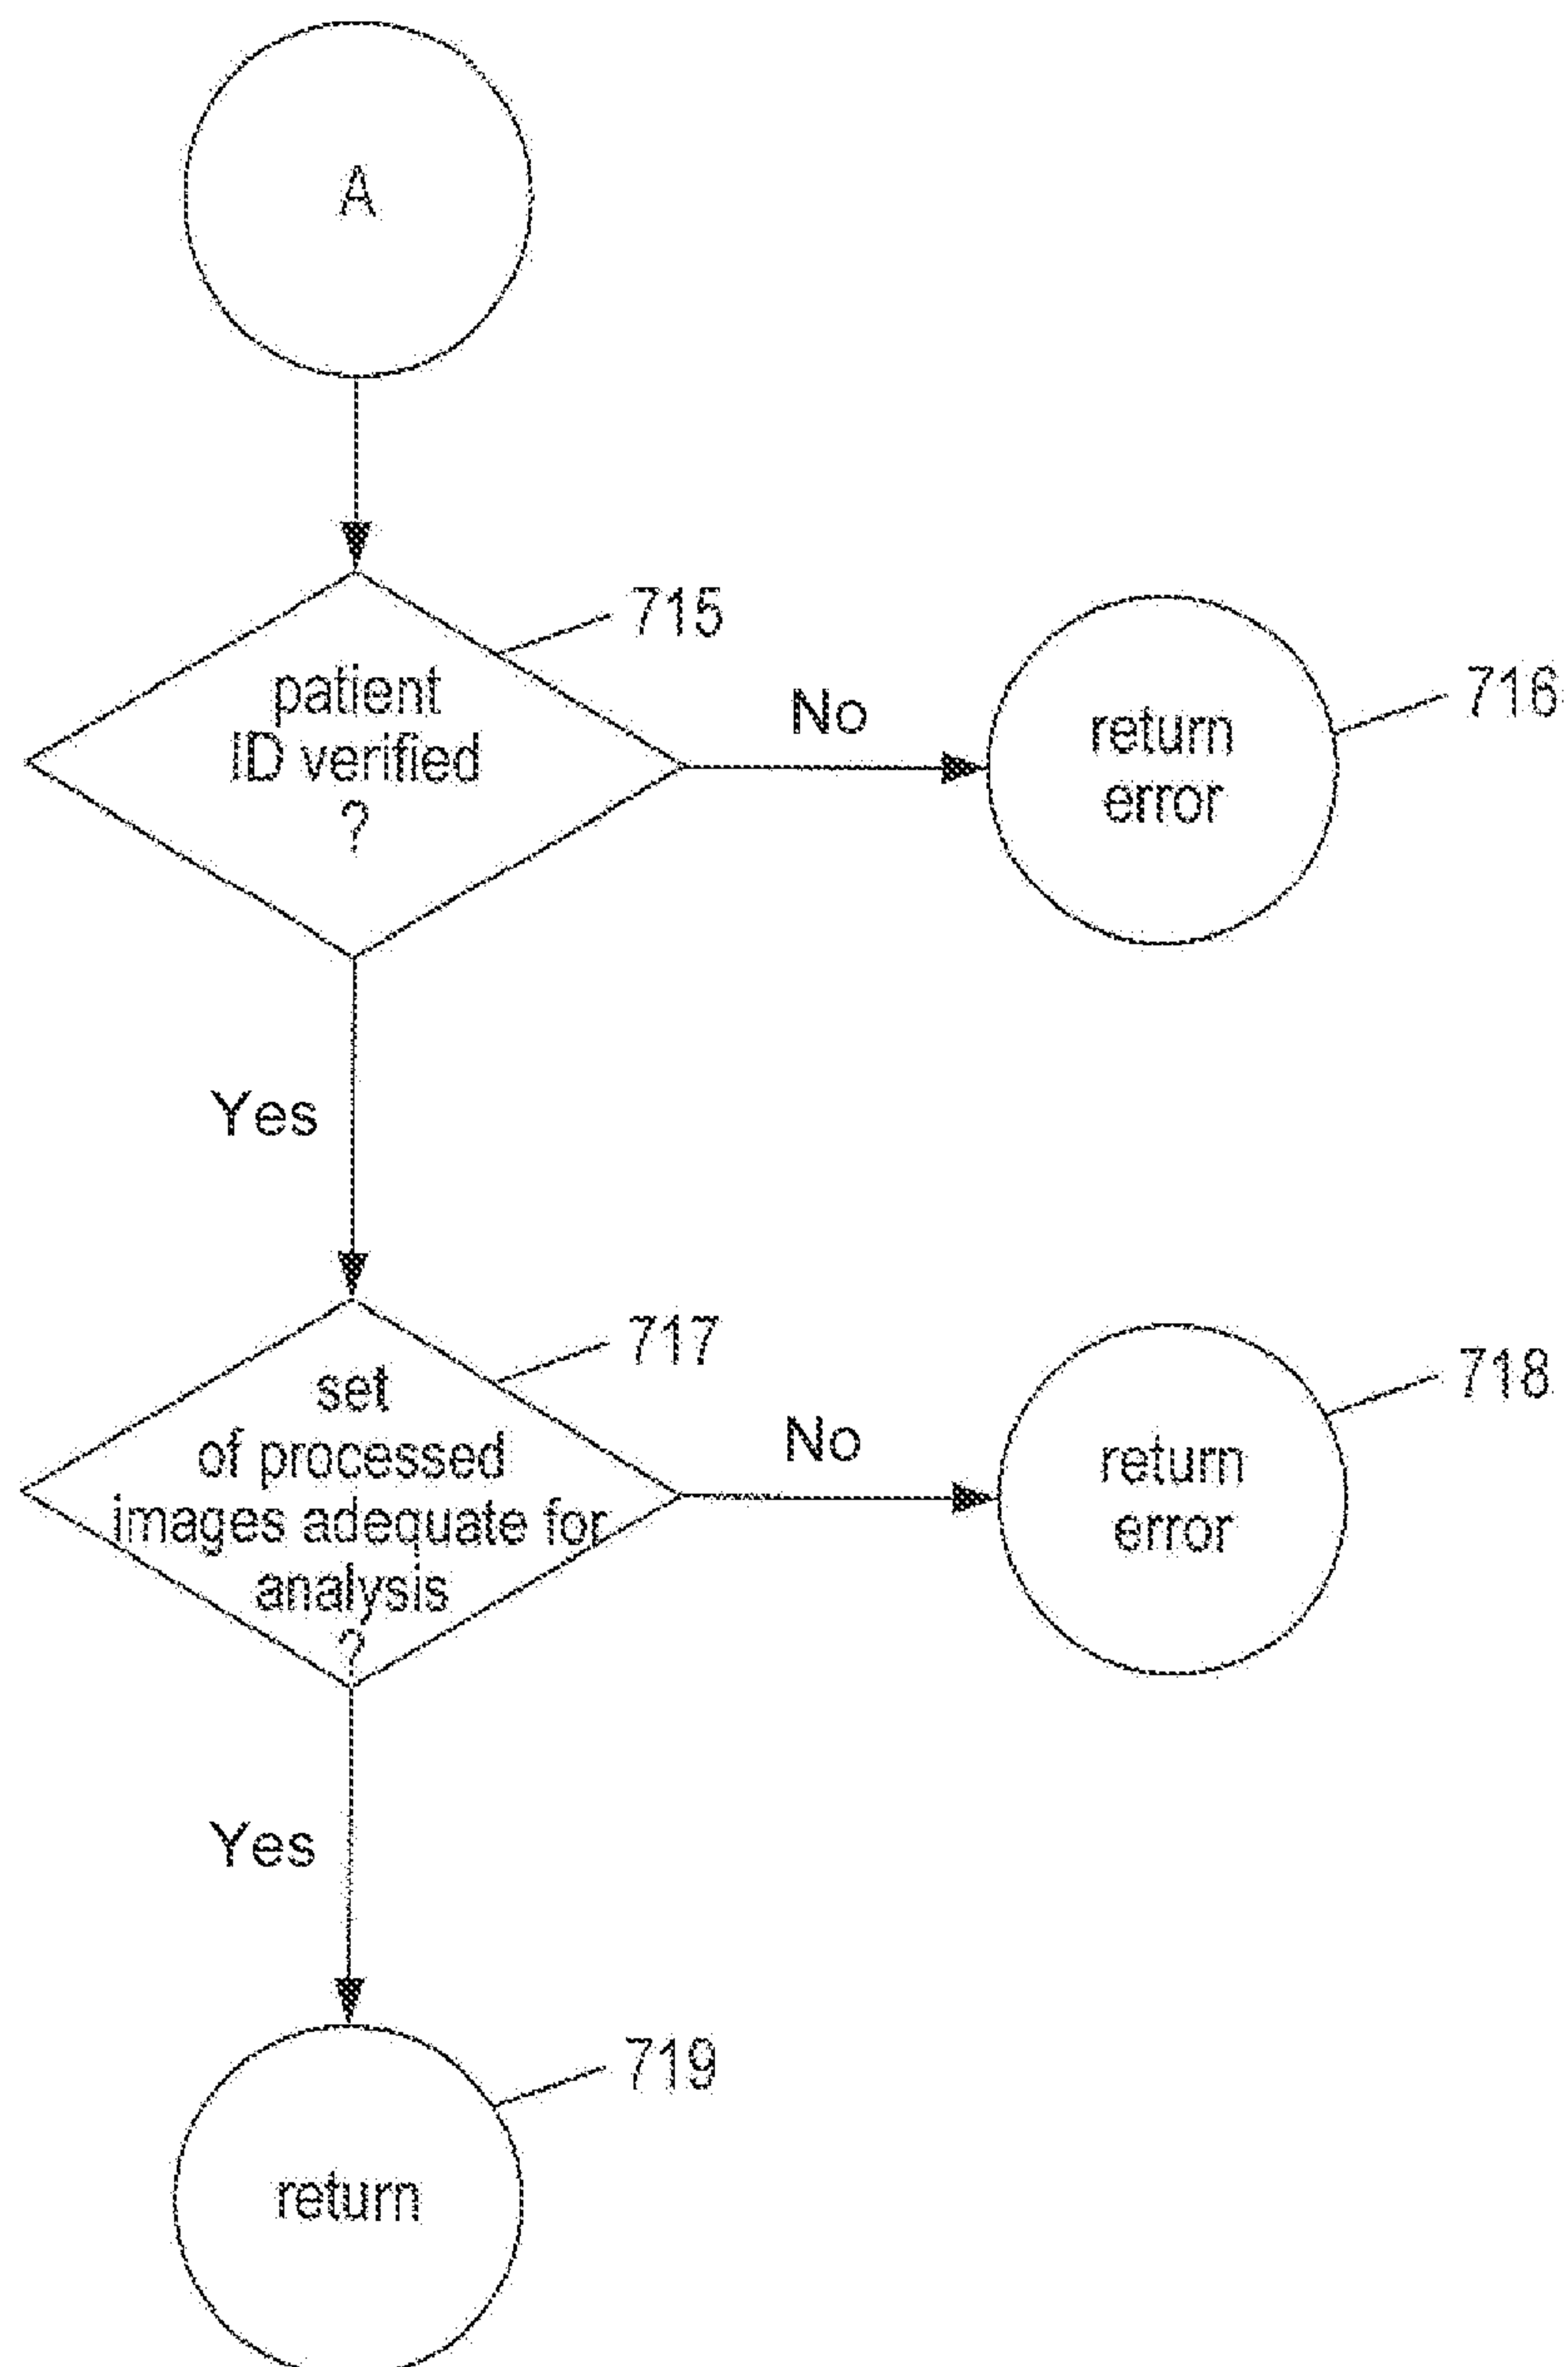 A
715
patient
ID verified
?
No
return
error
716
Yes
717
set
of processed
images adequate for
analysis
?
No
return
error
718
Yes
719
return